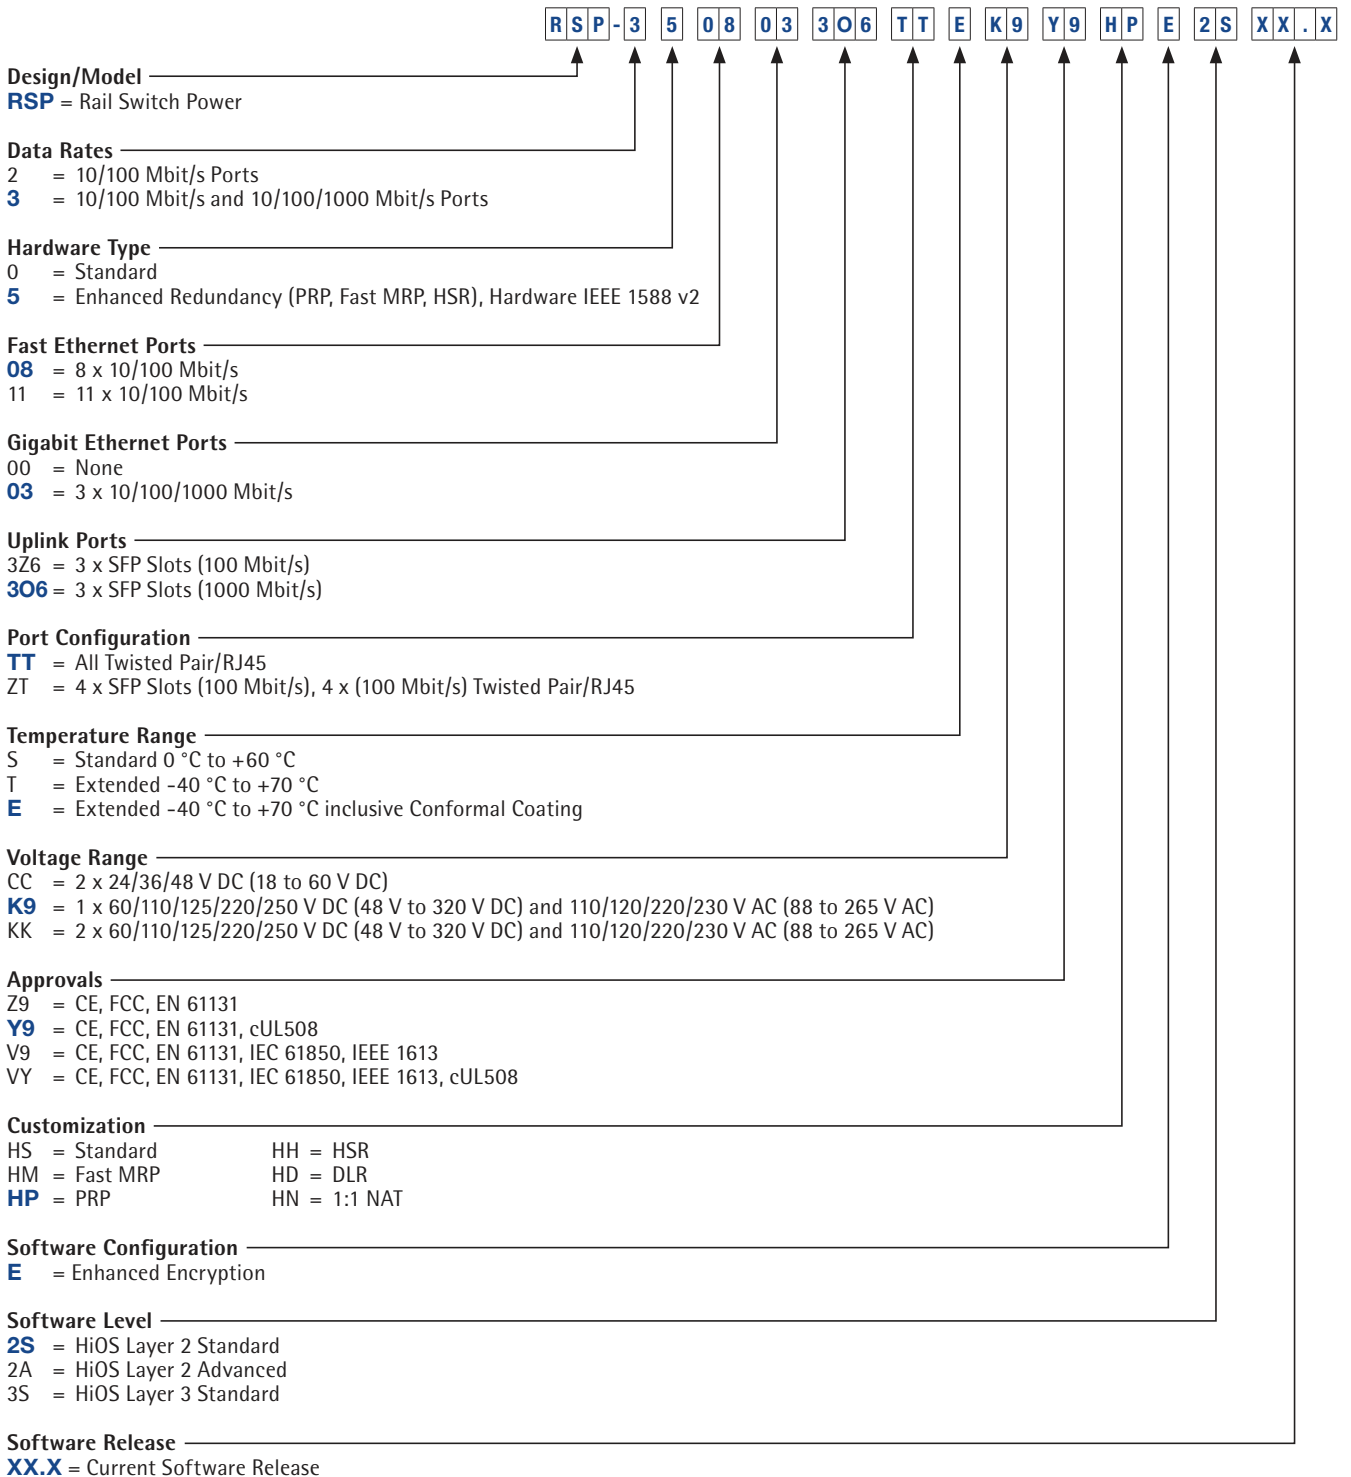 RSP-3 5 08 03 3O6 TT E K9 Y9 HP E 2S XX.X
Design/Model
RSP = Rail Switch Power
Data Rates
2 = 10/100 Mbit/s Ports
3 = 10/100 Mbit/s and 10/100/1000 Mbit/s Ports
Hardware Type
0 = Standard
5 = Enhanced Redundancy (PRP, Fast MRP, HSR), Hardware IEEE 1588 v2
Fast Ethernet Ports
08 = 8 x 10/100 Mbit/s
11 = 11 x 10/100 Mbit/s
Gigabit Ethernet Ports
00 = None
03 = 3 x 10/100/1000 Mbit/s
Uplink Ports
3Z6 = 3 x SFP Slots (100 Mbit/s)
3O6 = 3 x SFP Slots (1000 Mbit/s)
Port Configuration
TT = All Twisted Pair/RJ45
ZT = 4 x SFP Slots (100 Mbit/s), 4 x (100 Mbit/s) Twisted Pair/RJ45
Temperature Range
S = Standard 0 °C to +60 °C
T = Extended -40 °C to +70 °C
E = Extended -40 °C to +70 °C inclusive Conformal Coating
Voltage Range
CC = 2 x 24/36/48 V DC (18 to 60 V DC)
K9 = 1 x 60/110/125/220/250 V DC (48 V to 320 V DC) and 110/120/220/230 V AC (88 to 265 V AC)
KK = 2 x 60/110/125/220/250 V DC (48 V to 320 V DC) and 110/120/220/230 V AC (88 to 265 V AC)
Approvals
Z9 = CE, FCC, EN 61131
Y9 = CE, FCC, EN 61131, cUL508
V9 = CE, FCC, EN 61131, IEC 61850, IEEE 1613
VY = CE, FCC, EN 61131, IEC 61850, IEEE 1613, cUL508
Customization
HS = Standard HH = HSR
HM = Fast MRP HD = DLR
HP = PRP HN = 1:1 NAT
Software Configuration
E = Enhanced Encryption
Software Level
2S = HiOS Layer 2 Standard
2A = HiOS Layer 2 Advanced
3S = HiOS Layer 3 Standard
Software Release
XX.X = Current Software Release